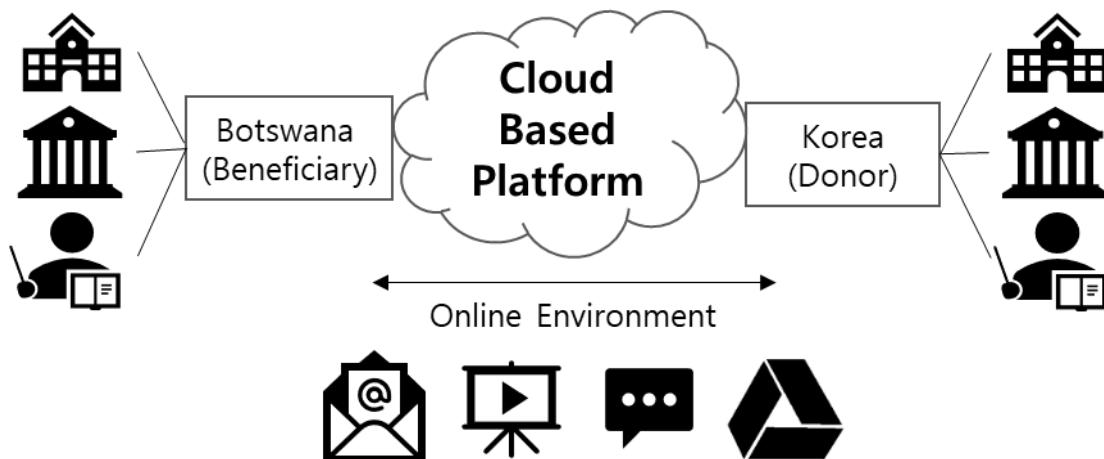 Cloud
Based
Platform
Botswana
(Beneficiary)
Korea
(Donor)
Online Environment
@